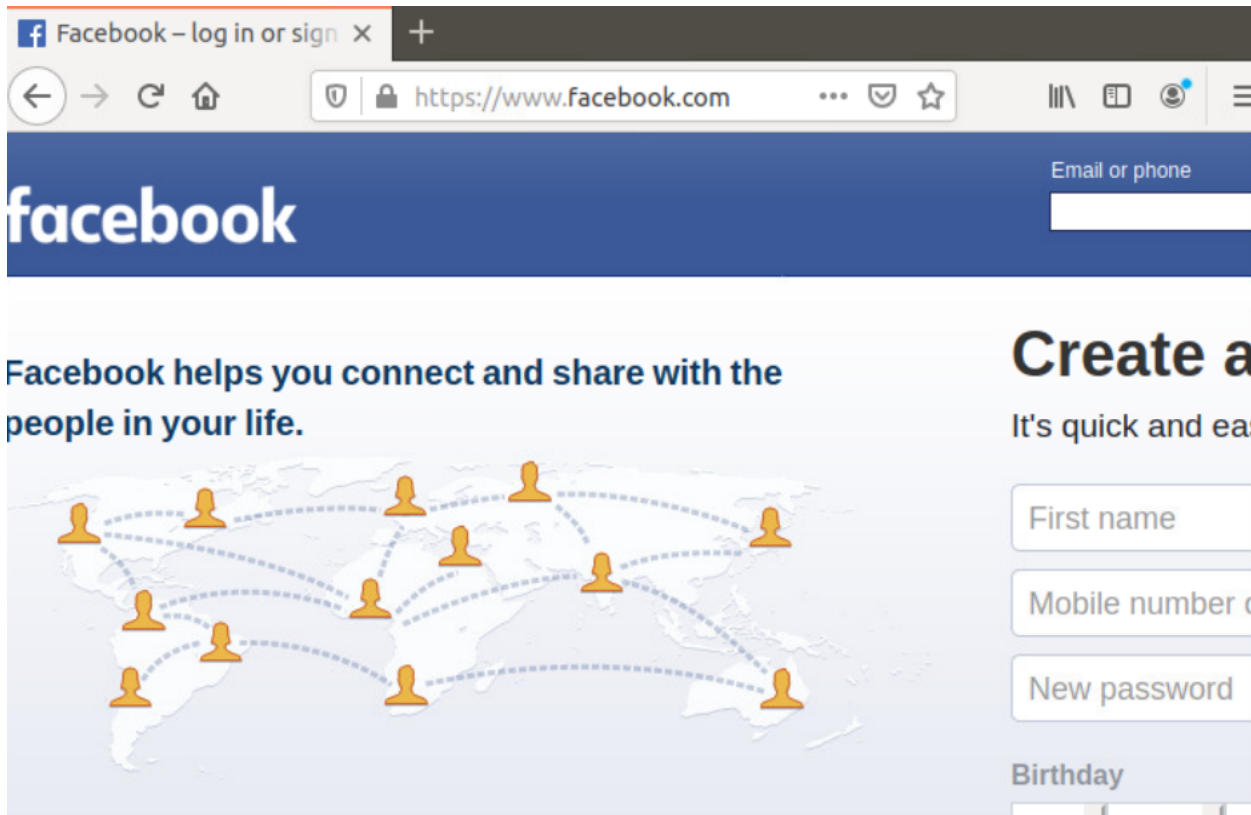 Facebook – log in or sign
https://www.facebook.com
Email or phone
facebook
Facebook helps you connect and share with the
people in your life.
Create a
It's quick and eas
First name
Mobile number o
New password
Birthday